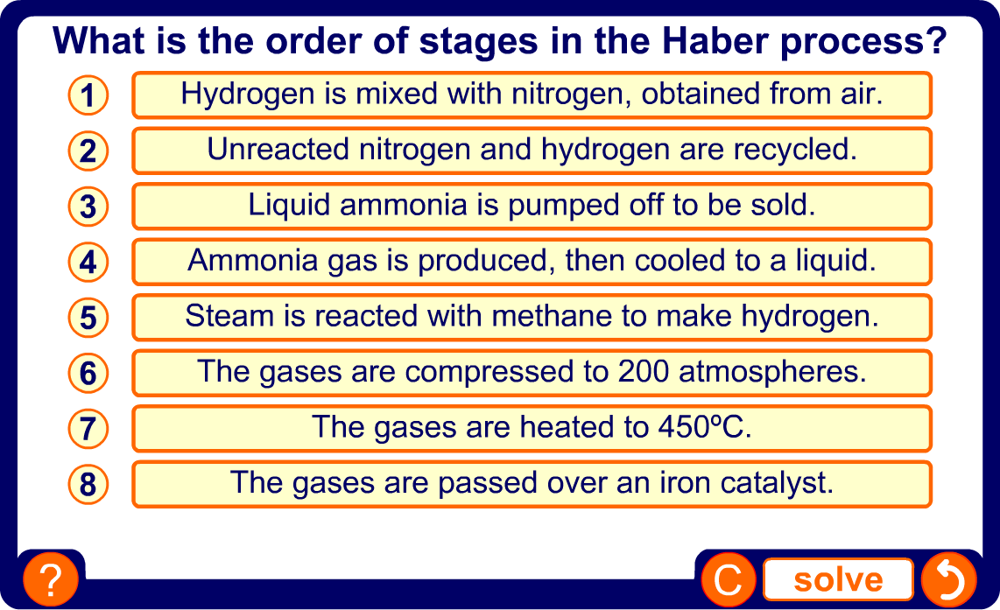 What is the order of stages in the Haber process?
1 Hydrogen is mixed with nitrogen, obtained from air.
2 Unreacted nitrogen and hydrogen are recycled.
3 Liquid ammonia is pumped off to be sold.
4 Ammonia gas is produced, then cooled to a liquid.
5 Steam is reacted with methane to make hydrogen.
6 The gases are compressed to 200 atmospheres.
7 The gases are heated to 450ºC.
8 The gases are passed over an iron catalyst.
? C solve